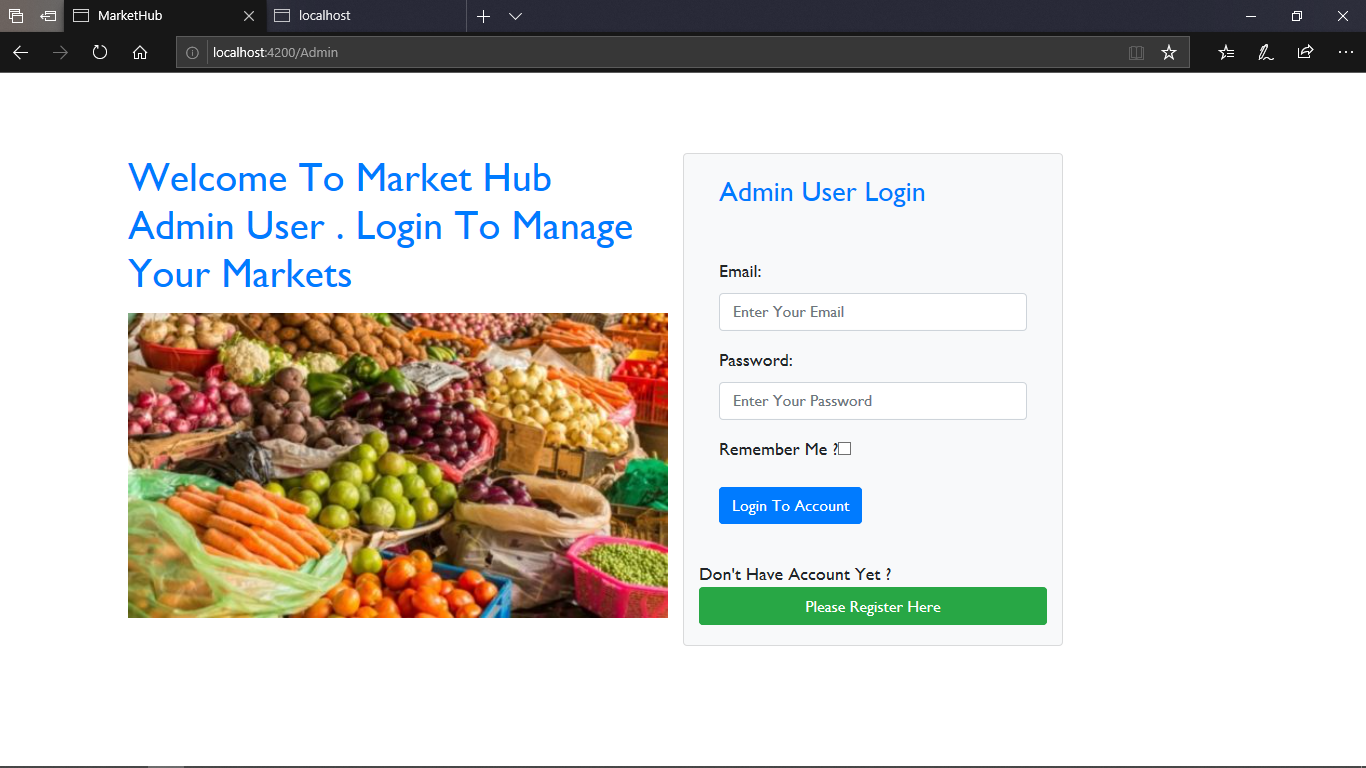 MarketHub
localhost
localhost:4200/Admin
Welcome To Market Hub
Admin User . Login To Manage
Your Markets
Admin User Login
Email:
Enter Your Email
Password:
Enter Your Password
Remember Me ?
Login To Account
Don't Have Account Yet ?
Please Register Here